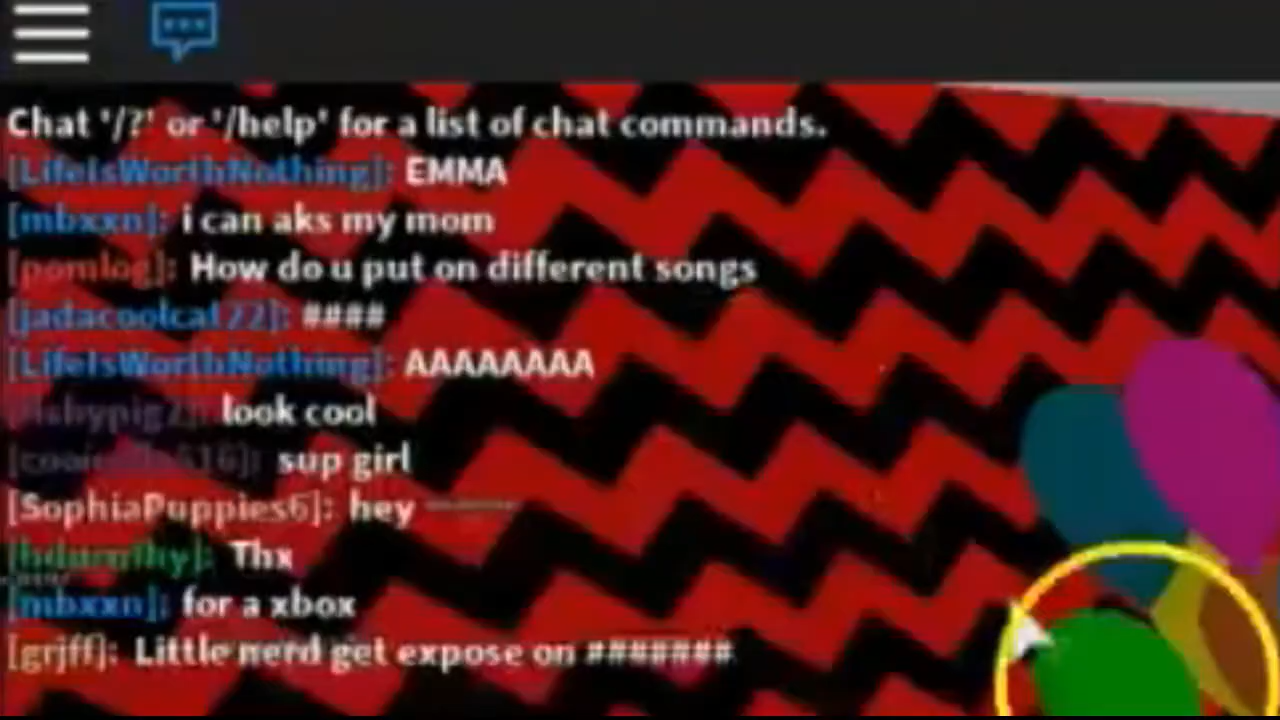 Chat '/?' or '/help' for a list of chat commands.
[LifeIsWorthNothing]: EMMA
[mbxxn]: i can aks my mom
[pomlog]: How do u put on different songs
[jadacoolcat22]: ####
[LifeIsWorthNothing]: AAAAAAAA
look cool
sup girl
[SophiaPuppies6]: hey
Thx
[mbxxn]: for a xbox
[grjff]: Little nerd get expose on #######